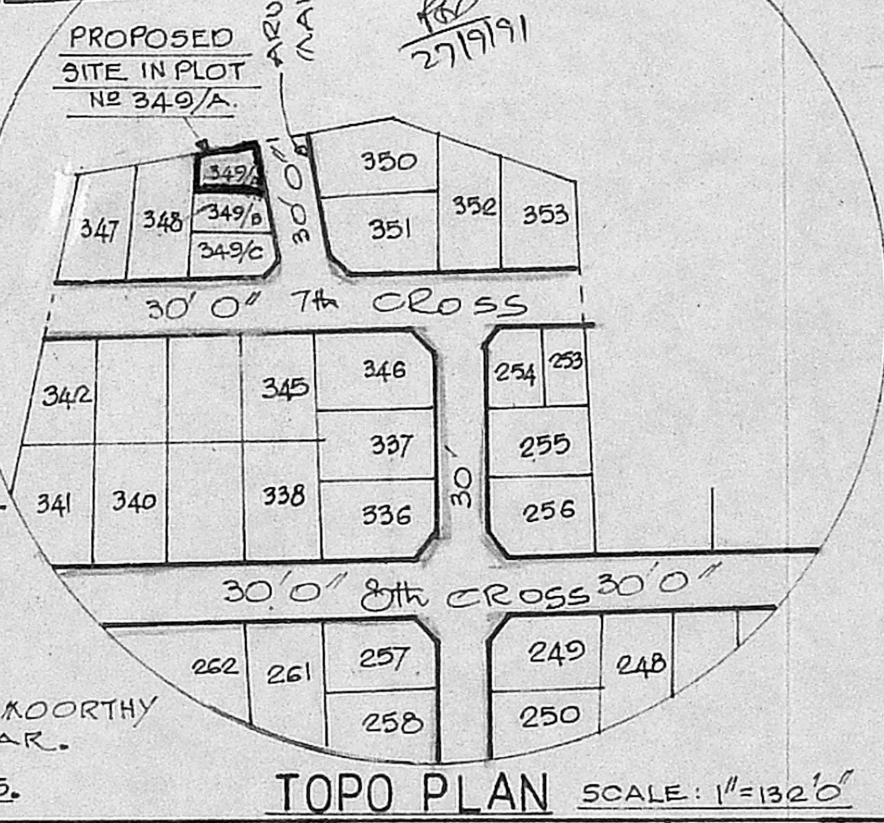 PROPOSED
SITE IN PLOT
Nº 349/A.
27/9/91
349/A
349/B
349/C
347
348
30'0"
350
351
352
353
30'0" 7th CROSS
342
345
346
254
253
337
255
341
340
338
336
30'
256
30'0" 8th CROSS 30'0"
262
261
257
249
248
258
250
MOORTHY
AR.
5.
TOPO PLAN
SCALE: 1"=132'0"